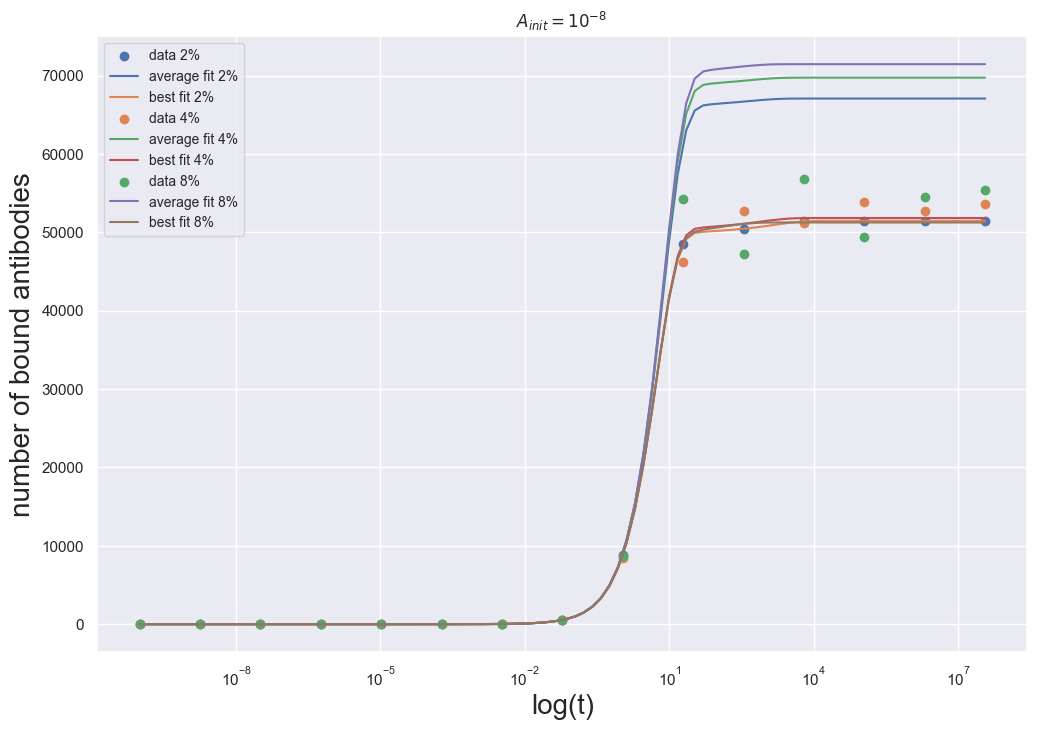 A_{init} = 10^{-8}
data 2%
average fit 2%
best fit 2%
data 4%
average fit 4%
best fit 4%
data 8%
average fit 8%
best fit 8%
70000
60000
50000
40000
30000
20000
10000
0
number of bound antibodies
10^{-8} 10^{-5} 10^{-2} 10^{1} 10^{4} 10^{7}
log(t)